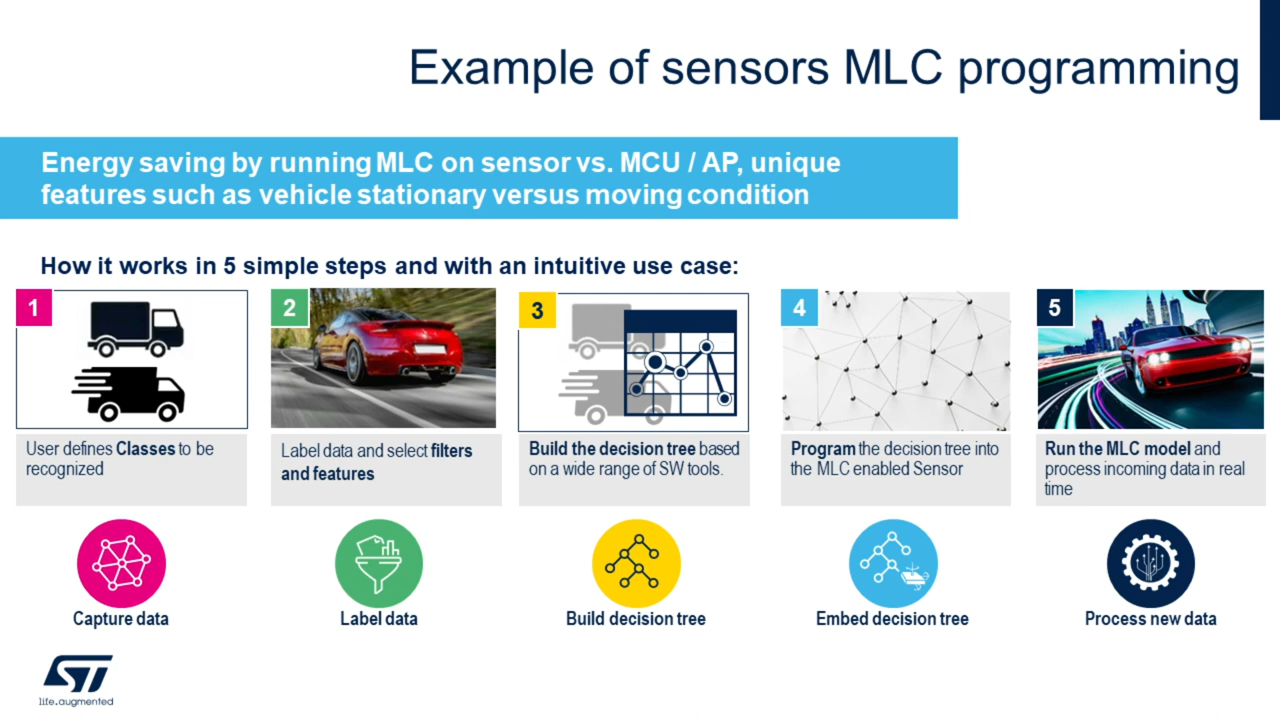 Example of sensors MLC programming
Energy saving by running MLC on sensor vs. MCU / AP, unique
features such as vehicle stationary versus moving condition
How it works in 5 simple steps and with an intuitive use case:
1
User defines Classes to be
recognized
Capture data
2
Label data and select filters
and features
Label data
3
Build the decision tree based
on a wide range of SW tools.
Build decision tree
4
Program the decision tree into
the MLC enabled Sensor
Embed decision tree
5
Run the MLC model and
process incoming data in real
time
Process new data
ST
life.augmented